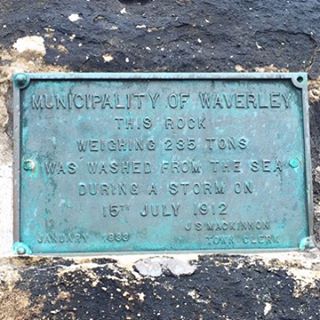 MUNICIPALITY OF WAVERLEY
THIS ROCK
WEIGHING 235 TONS
WAS WASHED FROM THE SEA
DURING A STORM ON
15TH JULY 1912
J S MACKINNON
JANUARY TOWN CLERK